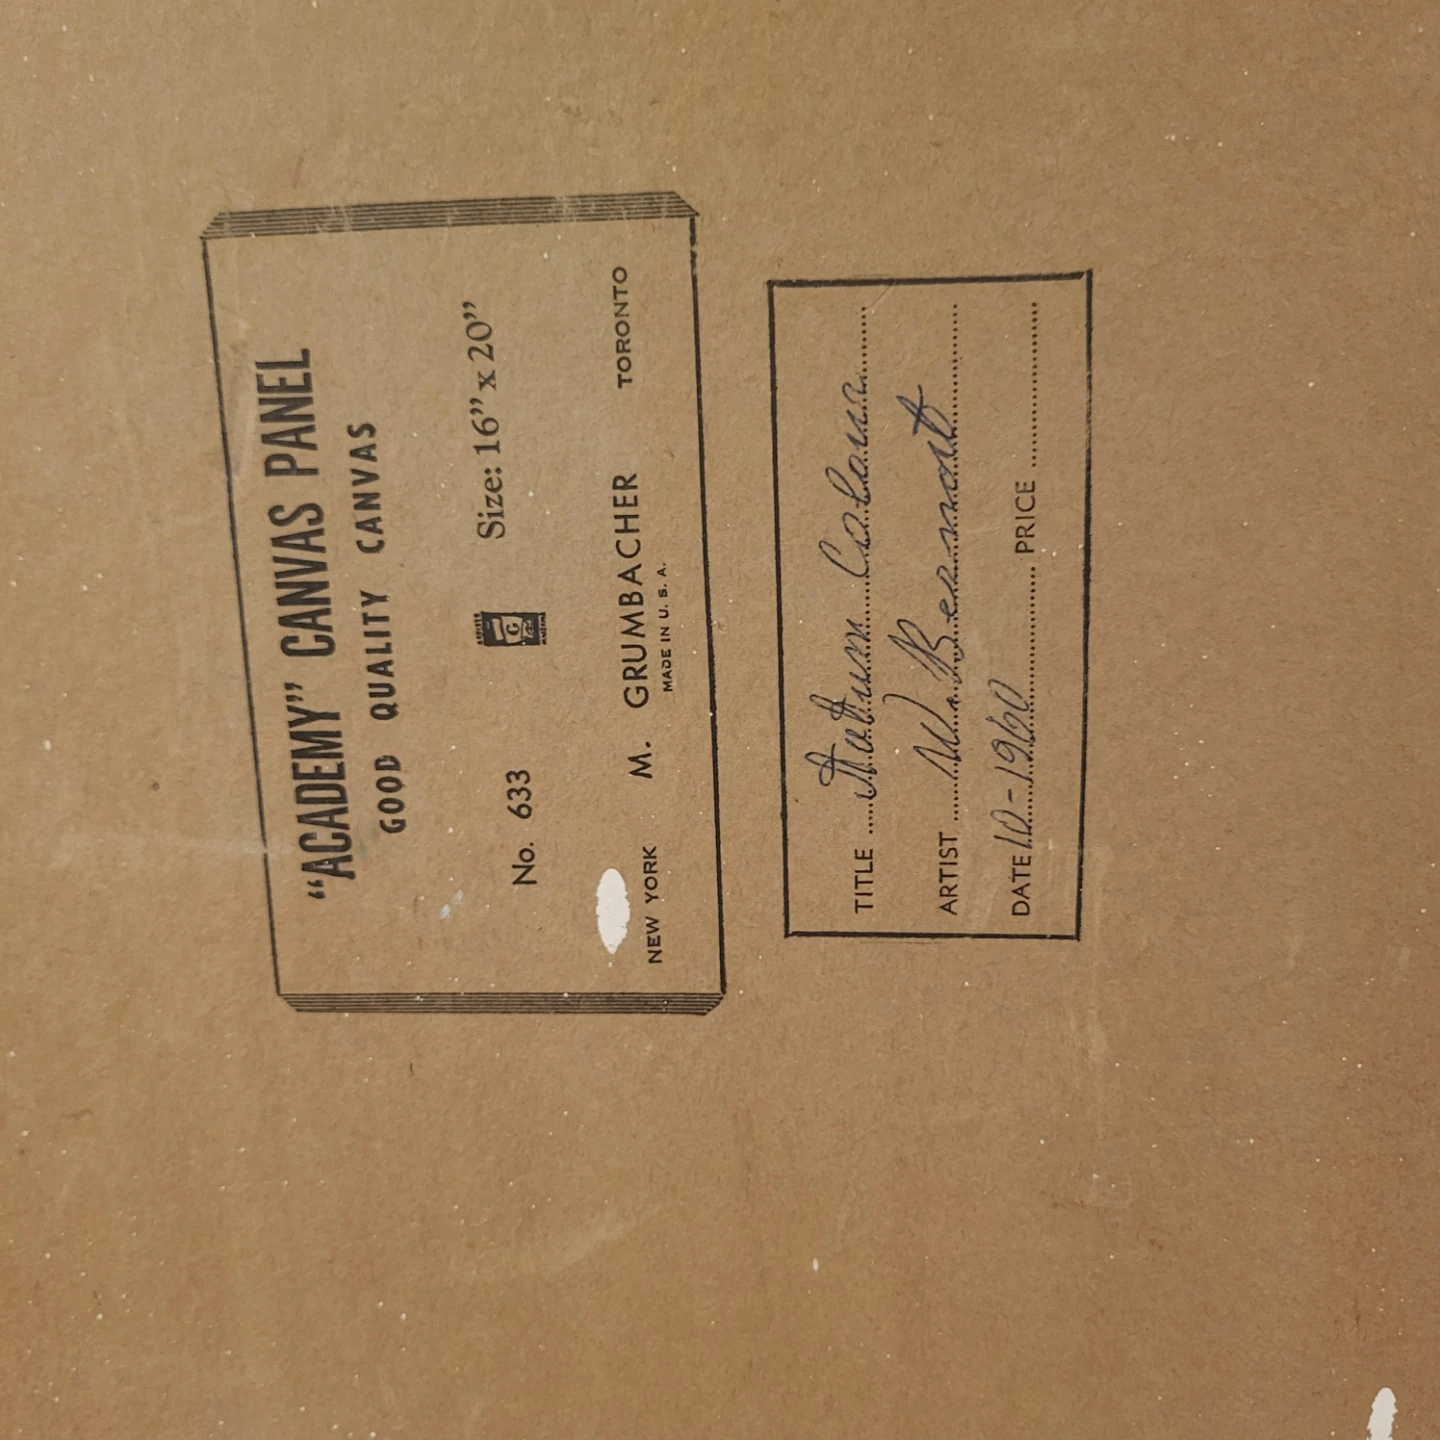 "ACADEMY" CANVAS PANEL
GOOD QUALITY CANVAS
No. 633 G Size: 16" x 20"
NEW YORK M. GRUMBACHER TORONTO
MADE IN U. S. A.
TITLE Autumn Colours
ARTIST W. Bernost
DATE 10-1960 PRICE